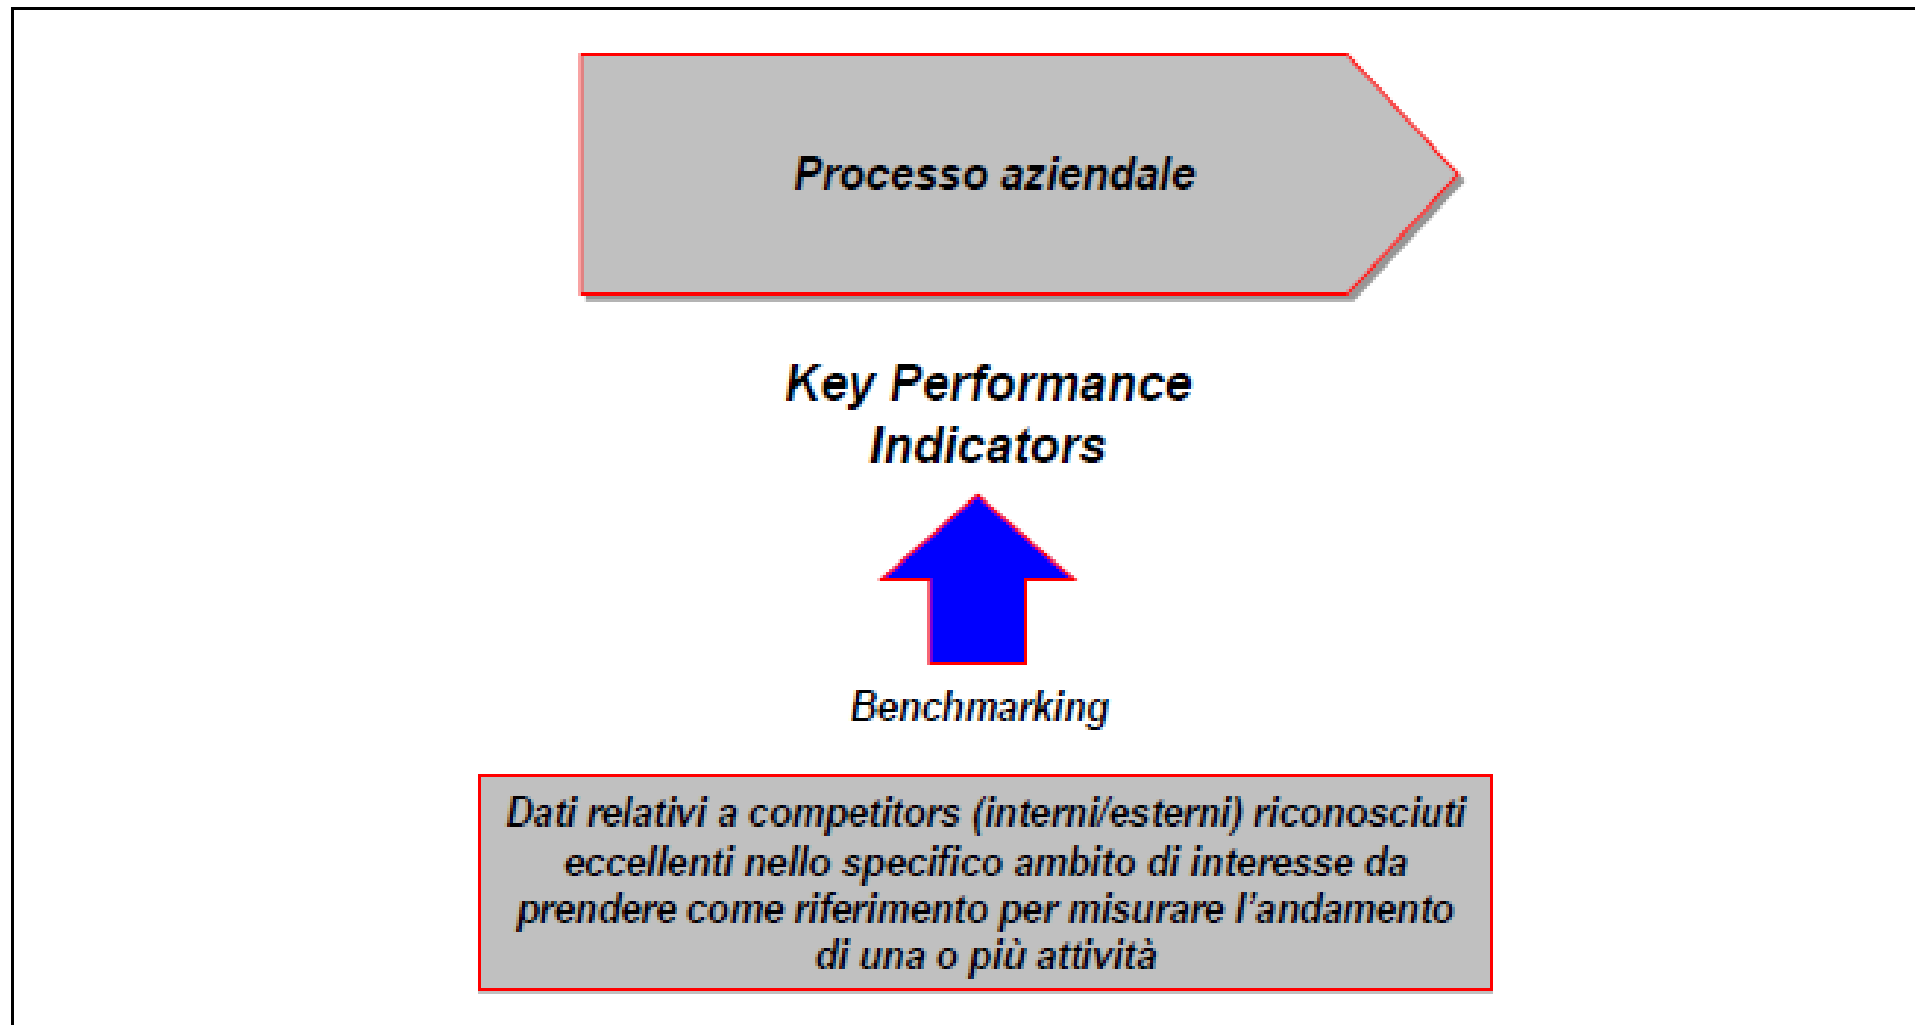 Processo aziendale
Key Performance
Indicators
Benchmarking
Dati relativi a competitors (interni/esterni) riconosciuti
eccellenti nello specifico ambito di interesse da
prendere come riferimento per misurare l'andamento
di una o più attività